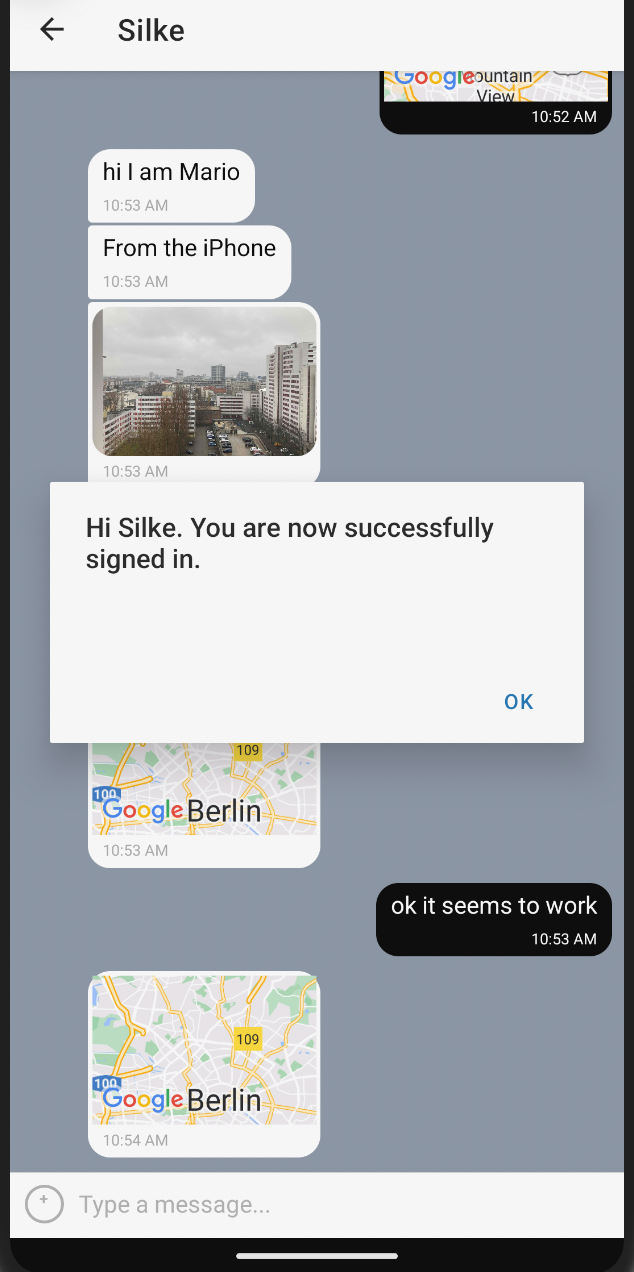 Silke
Google
ountain
View
10:52 AM
hi I am Mario
10:53 AM
From the iPhone
10:53 AM
10:53 AM
Hi Silke. You are now successfully
signed in.
OK
109
100
Google Berlin
10:53 AM
ok it seems to work
10:53 AM
109
100
Google Berlin
10:54 AM
+
Type a message...